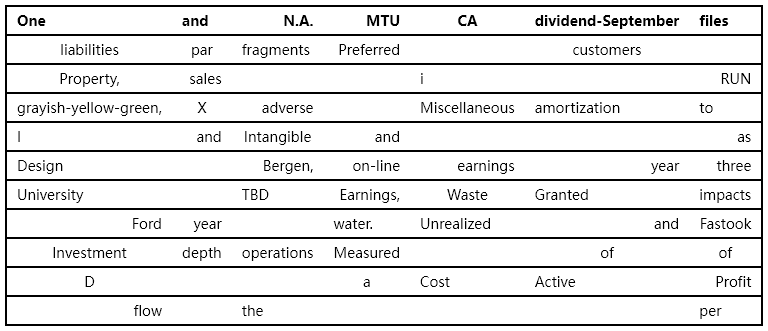 One and N.A. MTU CA dividend-September files
liabilities par fragments Preferred customers
Property, sales i RUN
grayish-yellow-green, X adverse Miscellaneous amortization to
I and Intangible and as
Design Bergen, on-line earnings year three
University TBD Earnings, Waste Granted impacts
Ford year water. Unrealized and Fastook
Investment depth operations Measured of of
D a Cost Active Profit
flow the per